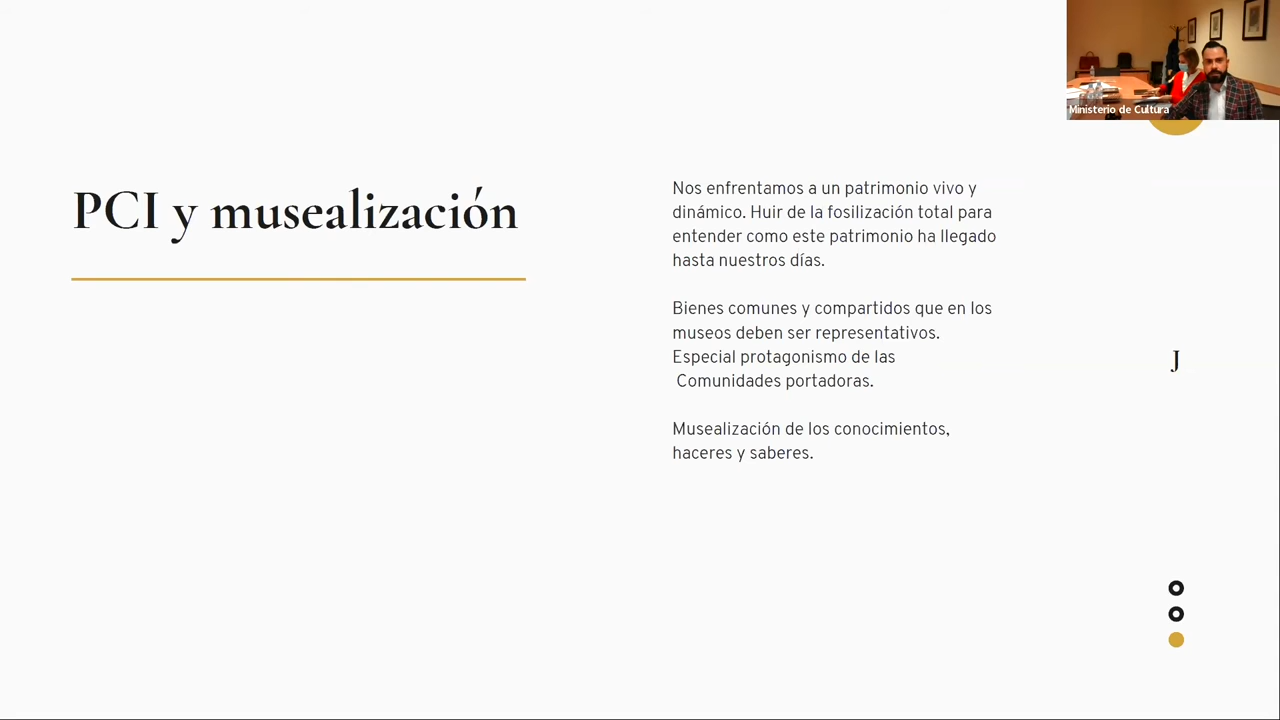 Ministerio de Cultura
PCI y musealización
Nos enfrentamos a un patrimonio vivo y
dinámico. Huir de la fosilización total para
entender como este patrimonio ha llegado
hasta nuestros días.
Bienes comunes y compartidos que en los
museos deben ser representativos.
Especial protagonismo de las
Comunidades portadoras.
Musealización de los conocimientos,
haceres y saberes.
J